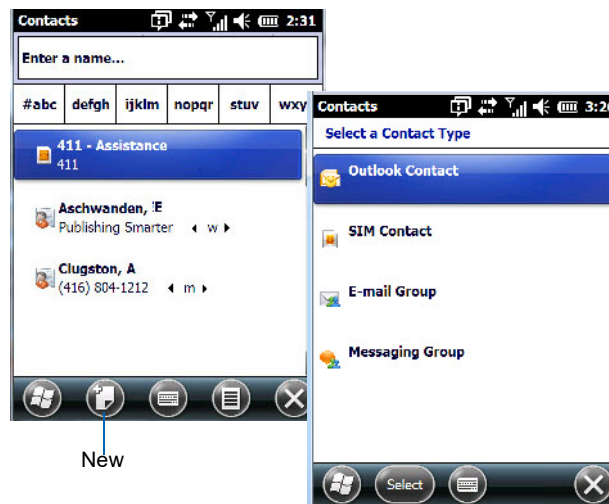 Contacts 2:31
Enter a name...
#abc defgh ijklm nopqr stuv wxy
411 - Assistance
411
Aschwanden, E
Publishing Smarter w
Clugston, A
(416) 804-1212 m
New
Contacts 3:26
Select a Contact Type
Outlook Contact
SIM Contact
E-mail Group
Messaging Group
Select